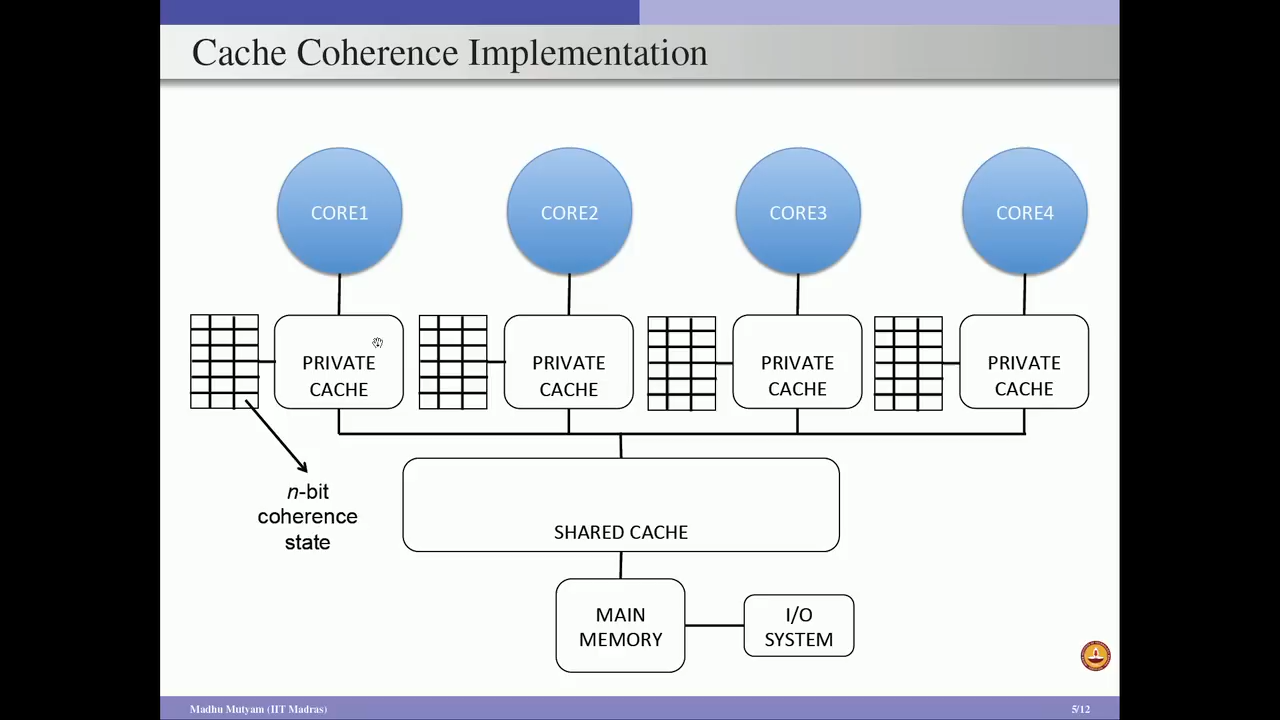 Cache Coherence Implementation
CORE1
CORE2
CORE3
CORE4
PRIVATE
CACHE
PRIVATE
CACHE
PRIVATE
CACHE
PRIVATE
CACHE
n-bit
coherence
state
SHARED CACHE
MAIN
MEMORY
I/O
SYSTEM
Madhu Mutyam (IIT Madras)
5/12